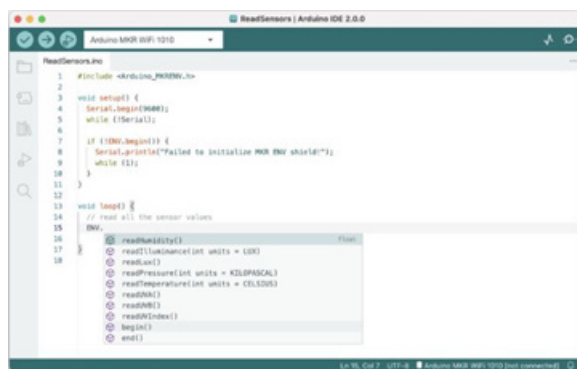 ReadSensors | Arduino IDE 2.0.0
Arduino MKR WiFi 1010
ReadSensors.ino
1 #include <Arduino_MKRENV.h>
2
3 void setup() {
4 Serial.begin(9600);
5 while (!Serial);
6
7 if (!ENV.begin()) {
8 Serial.println("Failed to initialize MKR ENV shield!");
9 while (1);
10 }
11 }
12
13 void loop() {
14 // read all the sensor values
15 ENV.
16 readHumidity() float
17 } readIlluminance(int units = LUX)
18 readLux()
readPressure(int units = KILOPASCAL)
readTemperature(int units = CELSIUS)
readUVA()
readUVB()
readUVIndex()
begin()
end()
Ln 15, Col 7 UTF-8 Arduino MKR WiFi 1010 [not connected]